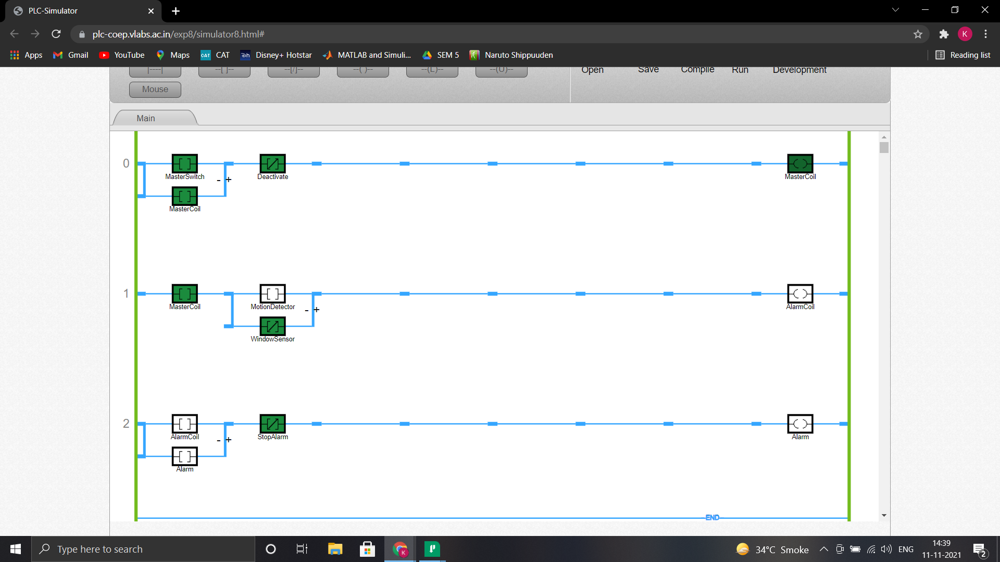 PLC-Simulator
plc-coep.vlabs.ac.in/exp8/simulator8.html#
K
Apps Gmail YouTube Maps CAT CAT Disney+ Hotstar MATLAB and Simuli... SEM 5 Naruto Shippuuden Reading list
|----| --[ ]-- --[/]-- --( )-- --(L)-- --(U)-- Open Save Compile Run Development
Mouse
Main
0
MasterSwitch - + Deactivate MasterCoil
MasterCoil
1
MasterCoil MotionDetector - + AlarmCoil
WindowSensor
2
AlarmCoil - + StopAlarm Alarm
Alarm
END
Type here to search
K
34°C Smoke ENG
14:39
11-11-2021
2